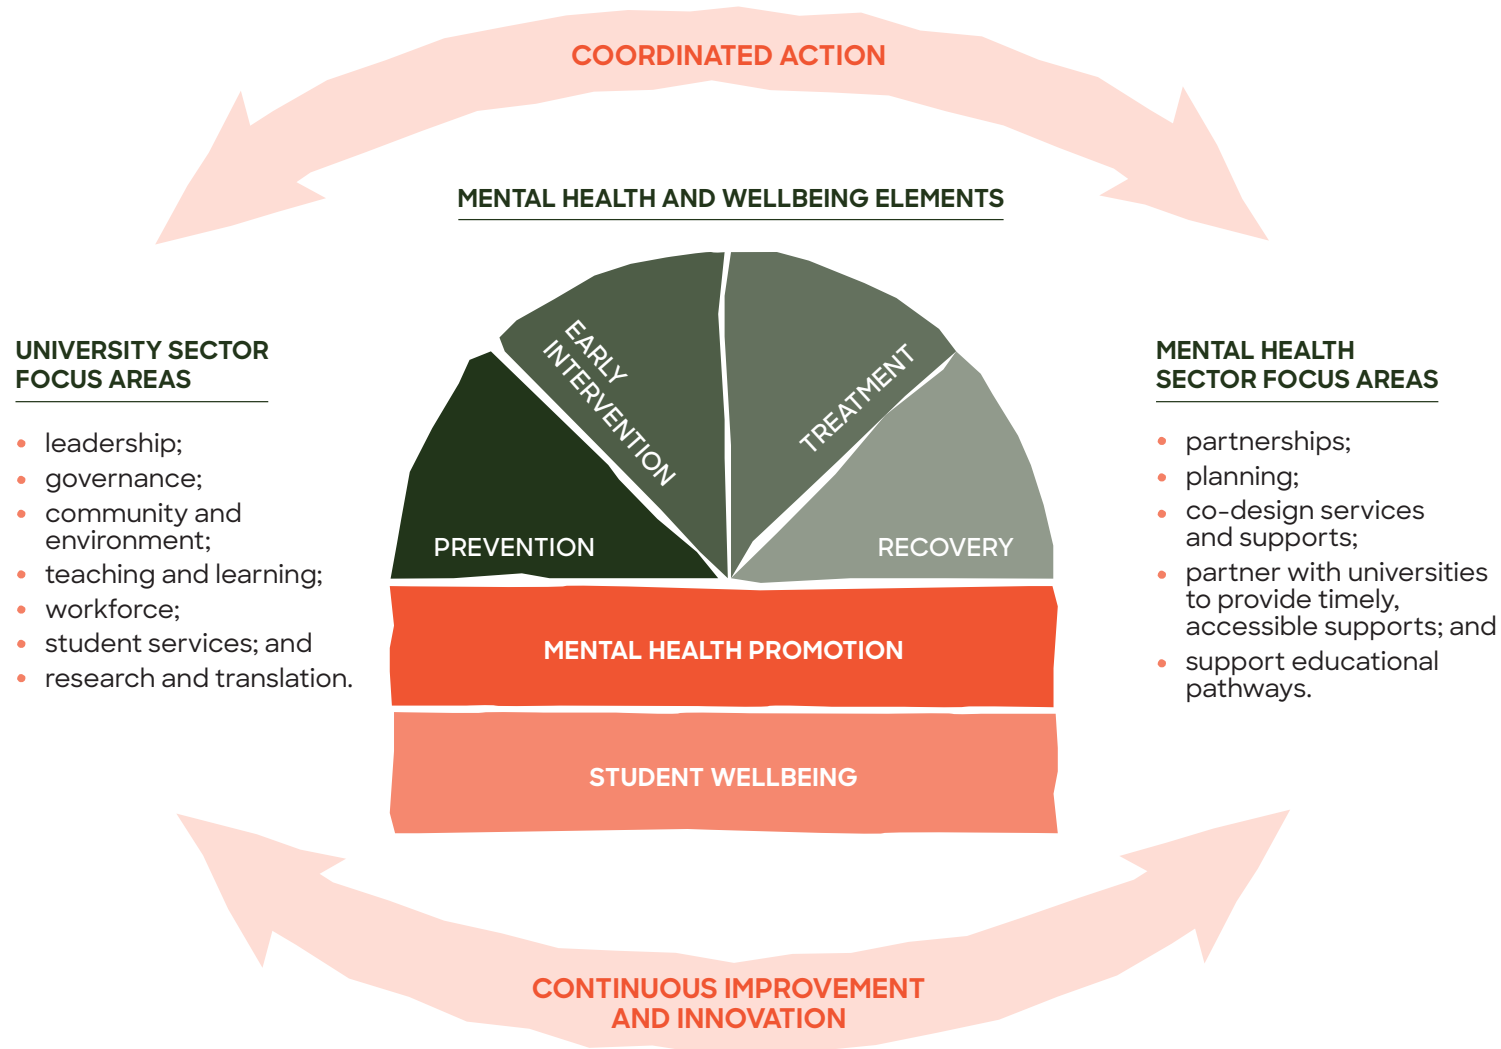 COORDINATED ACTION
MENTAL HEALTH AND WELLBEING ELEMENTS
UNIVERSITY SECTOR
FOCUS AREAS
• leadership;
• governance;
• community and
environment;
• teaching and learning;
• workforce;
• student services; and
• research and translation.
PREVENTION
EARLY
INTERVENTION
TREATMENT
RECOVERY
MENTAL HEALTH PROMOTION
STUDENT WELLBEING
MENTAL HEALTH
SECTOR FOCUS AREAS
• partnerships;
• planning;
• co-design services
and supports;
• partner with universities
to provide timely,
accessible supports; and
• support educational
pathways.
CONTINUOUS IMPROVEMENT
AND INNOVATION